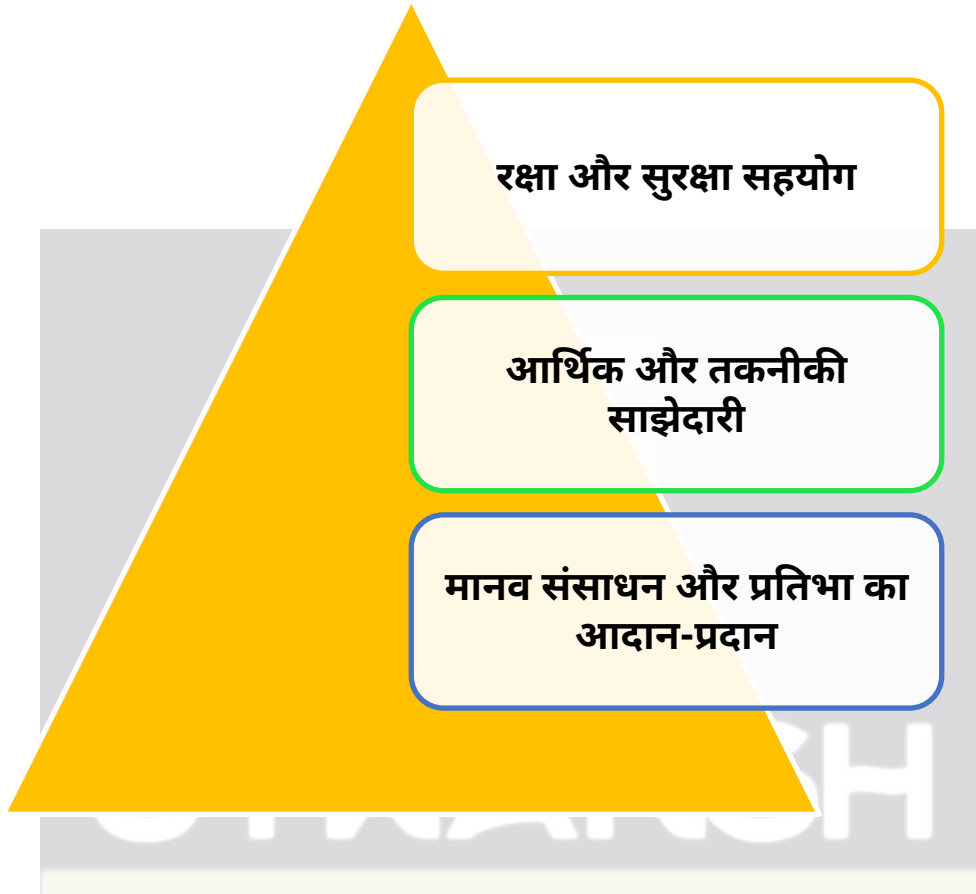 रक्षा और सुरक्षा सहयोग
आर्थिक और तकनीकी
साझेदारी
मानव संसाधन और प्रतिभा का
आदान-प्रदान